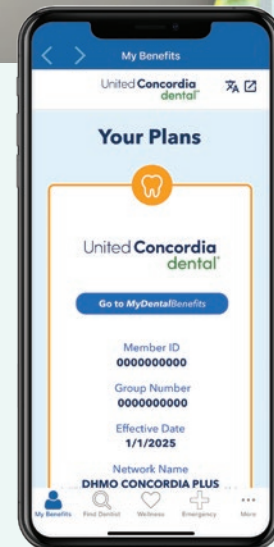 My Benefits
United Concordia
dental
Your Plans
United Concordia
dental
Go to MyDentalBenefits
Member ID
0000000000
Group Number
0000000000
Effective Date
1/1/2025
Network Name
DHMO CONCORDIA PLUS
My Benefits Find Dentist Wellness Emergency More